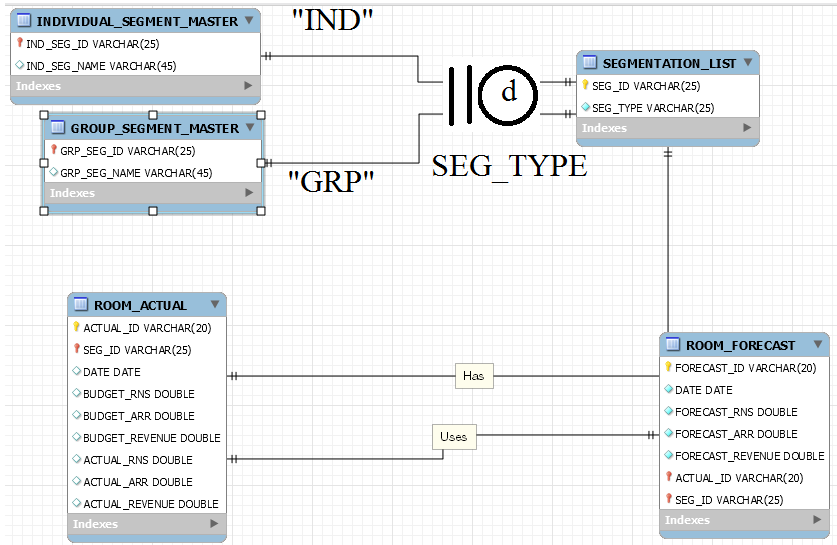 INDIVIDUAL_SEGMENT_MASTER
IND_SEG_ID VARCHAR(25)
IND_SEG_NAME VARCHAR(45)
Indexes
"IND"
GROUP_SEGMENT_MASTER
GRP_SEG_ID VARCHAR(25)
GRP_SEG_NAME VARCHAR(45)
Indexes
"GRP"
d
SEG_TYPE
SEGMENTATION_LIST
SEG_ID VARCHAR(25)
SEG_TYPE VARCHAR(25)
Indexes
ROOM_ACTUAL
ACTUAL_ID VARCHAR(20)
SEG_ID VARCHAR(25)
DATE DATE
BUDGET_RNS DOUBLE
BUDGET_ARR DOUBLE
BUDGET_REVENUE DOUBLE
ACTUAL_RNS DOUBLE
ACTUAL_ARR DOUBLE
ACTUAL_REVENUE DOUBLE
Indexes
Has
Uses
ROOM_FORECAST
FORECAST_ID VARCHAR(20)
DATE DATE
FORECAST_RNS DOUBLE
FORECAST_ARR DOUBLE
FORECAST_REVENUE DOUBLE
ACTUAL_ID VARCHAR(20)
SEG_ID VARCHAR(25)
Indexes